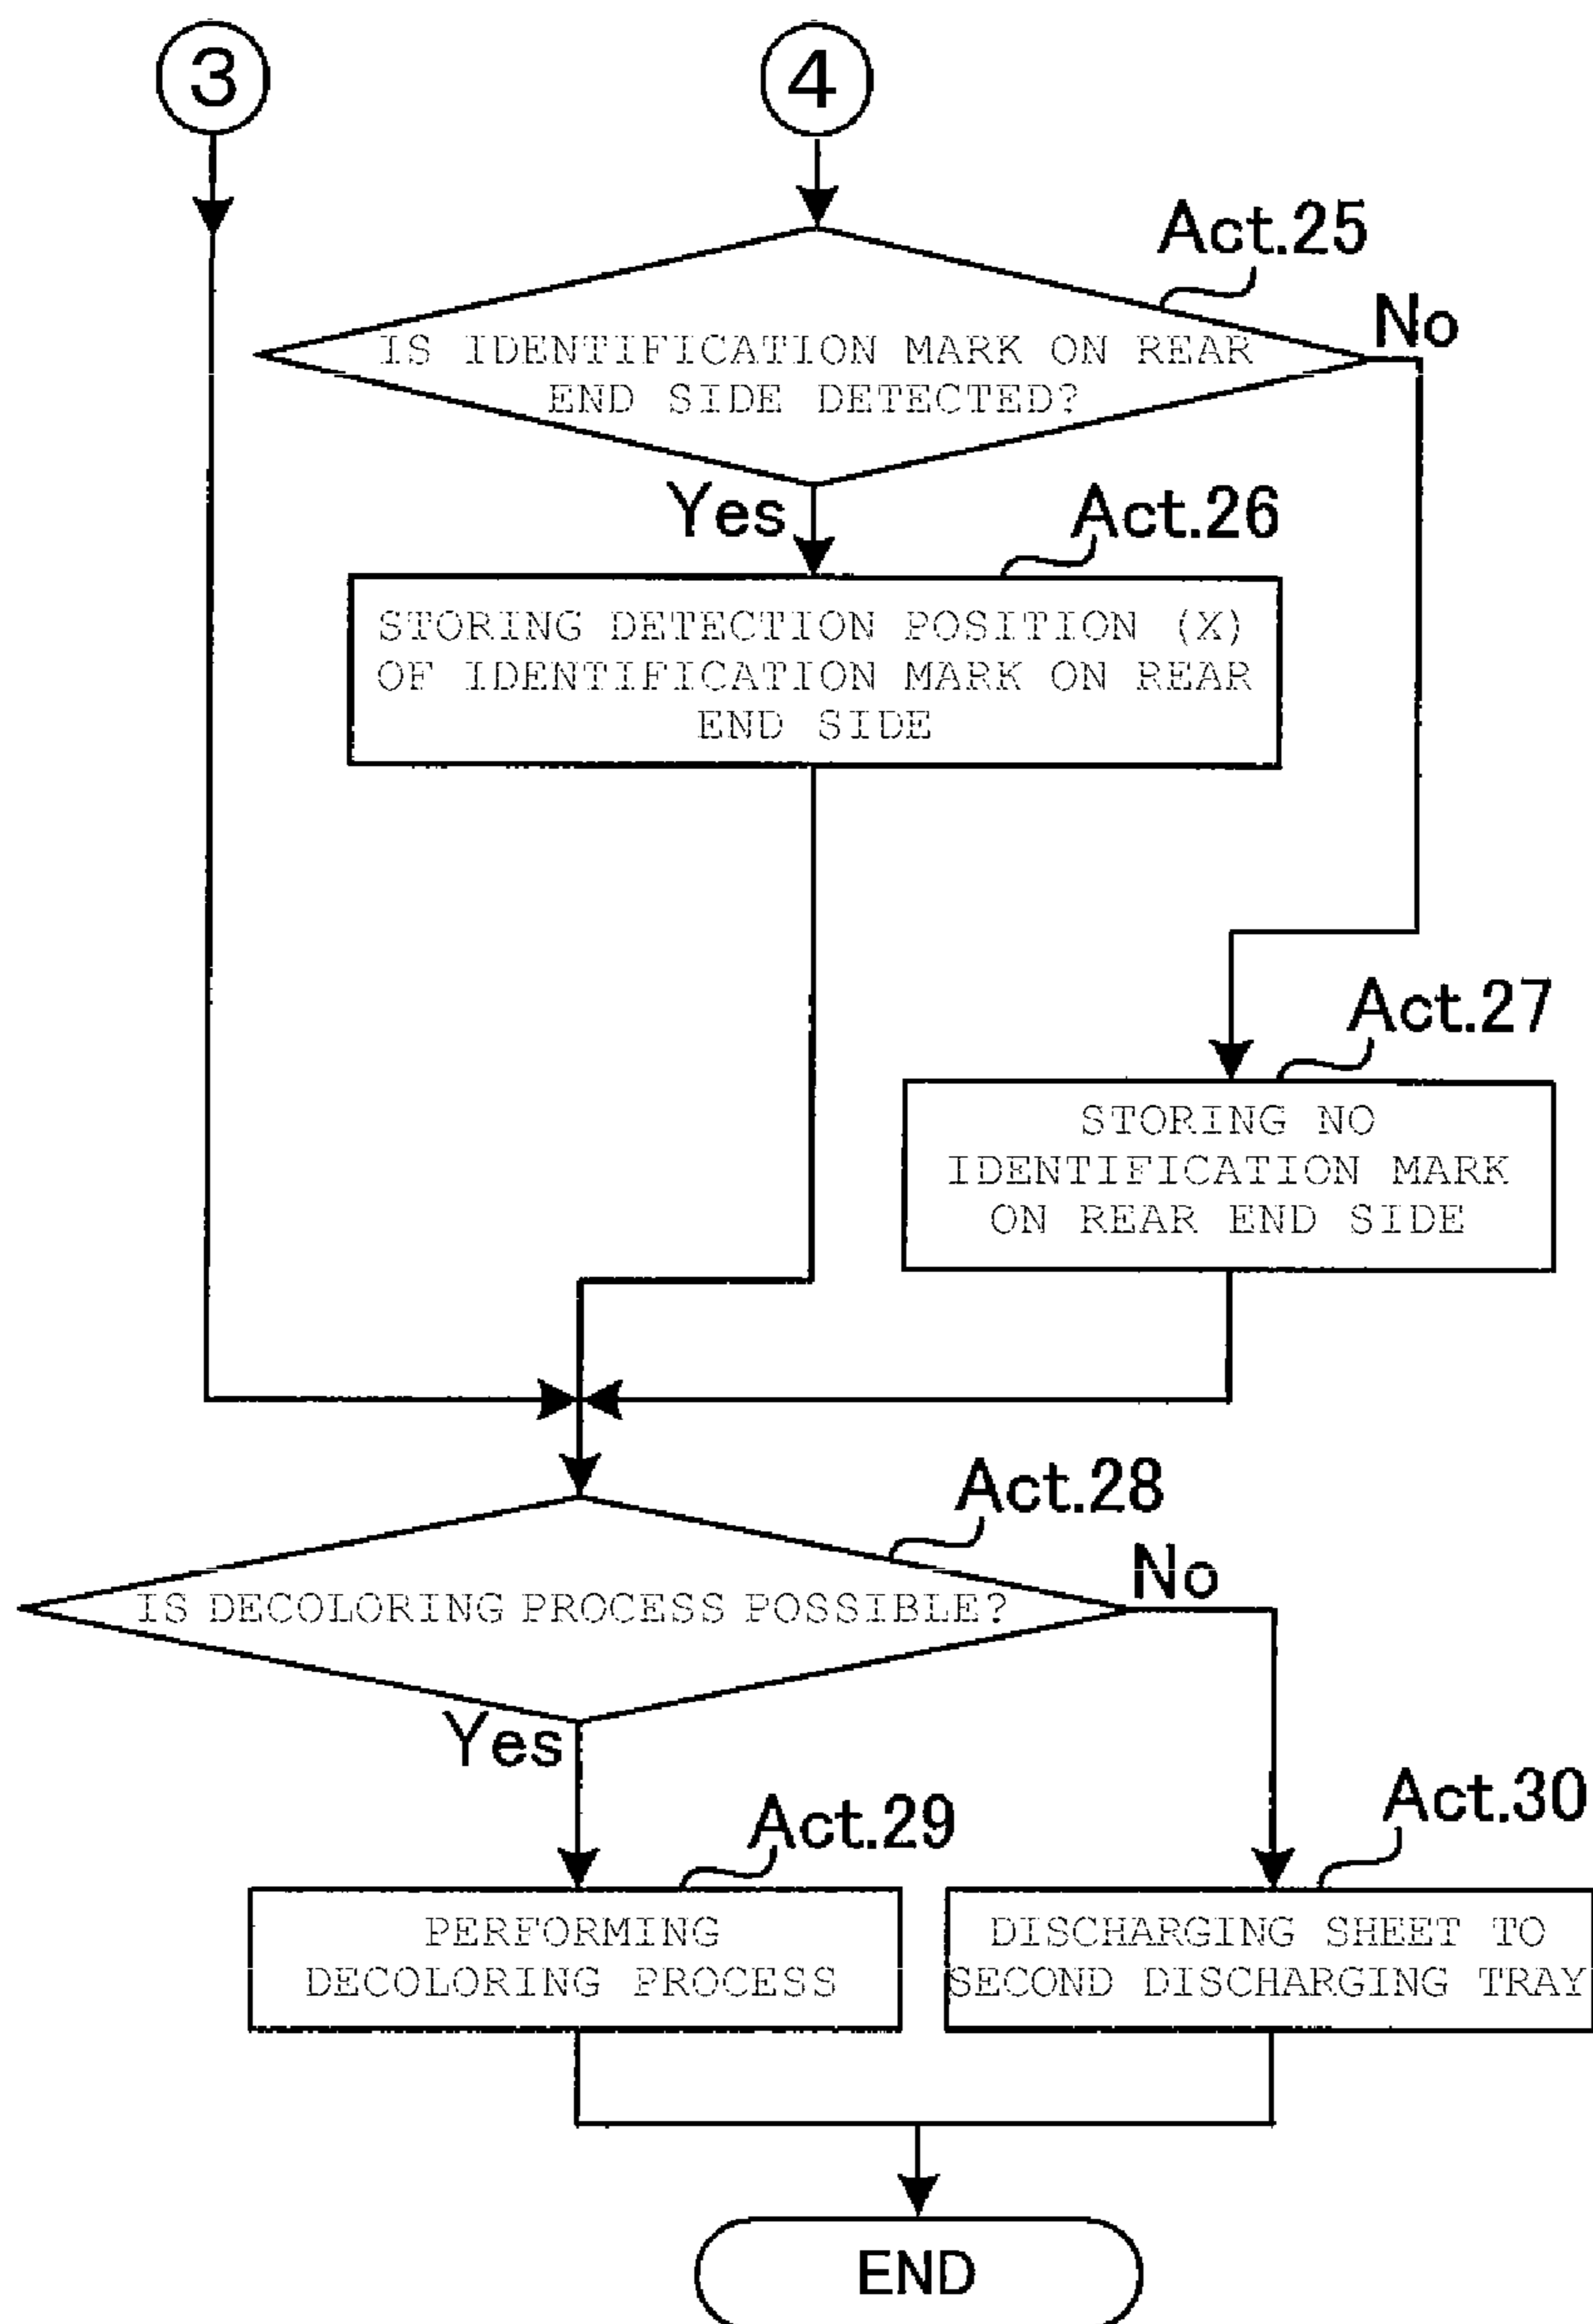 3
4
Act.25
No
IS IDENTIFICATION MARK ON REAR
END SIDE DETECTED?
Yes
Act.26
STORING DETECTION POSITION (X)
OF IDENTIFICATION MARK ON REAR
END SIDE
Act.27
STORING NO
IDENTIFICATION MARK
ON REAR END SIDE
Act.28
No
IS DECOLORING PROCESS POSSIBLE?
Yes
Act.29
Act.30
PERFORMING
DECOLORING PROCESS
DISCHARGING SHEET TO
SECOND DISCHARGING TRAY
END